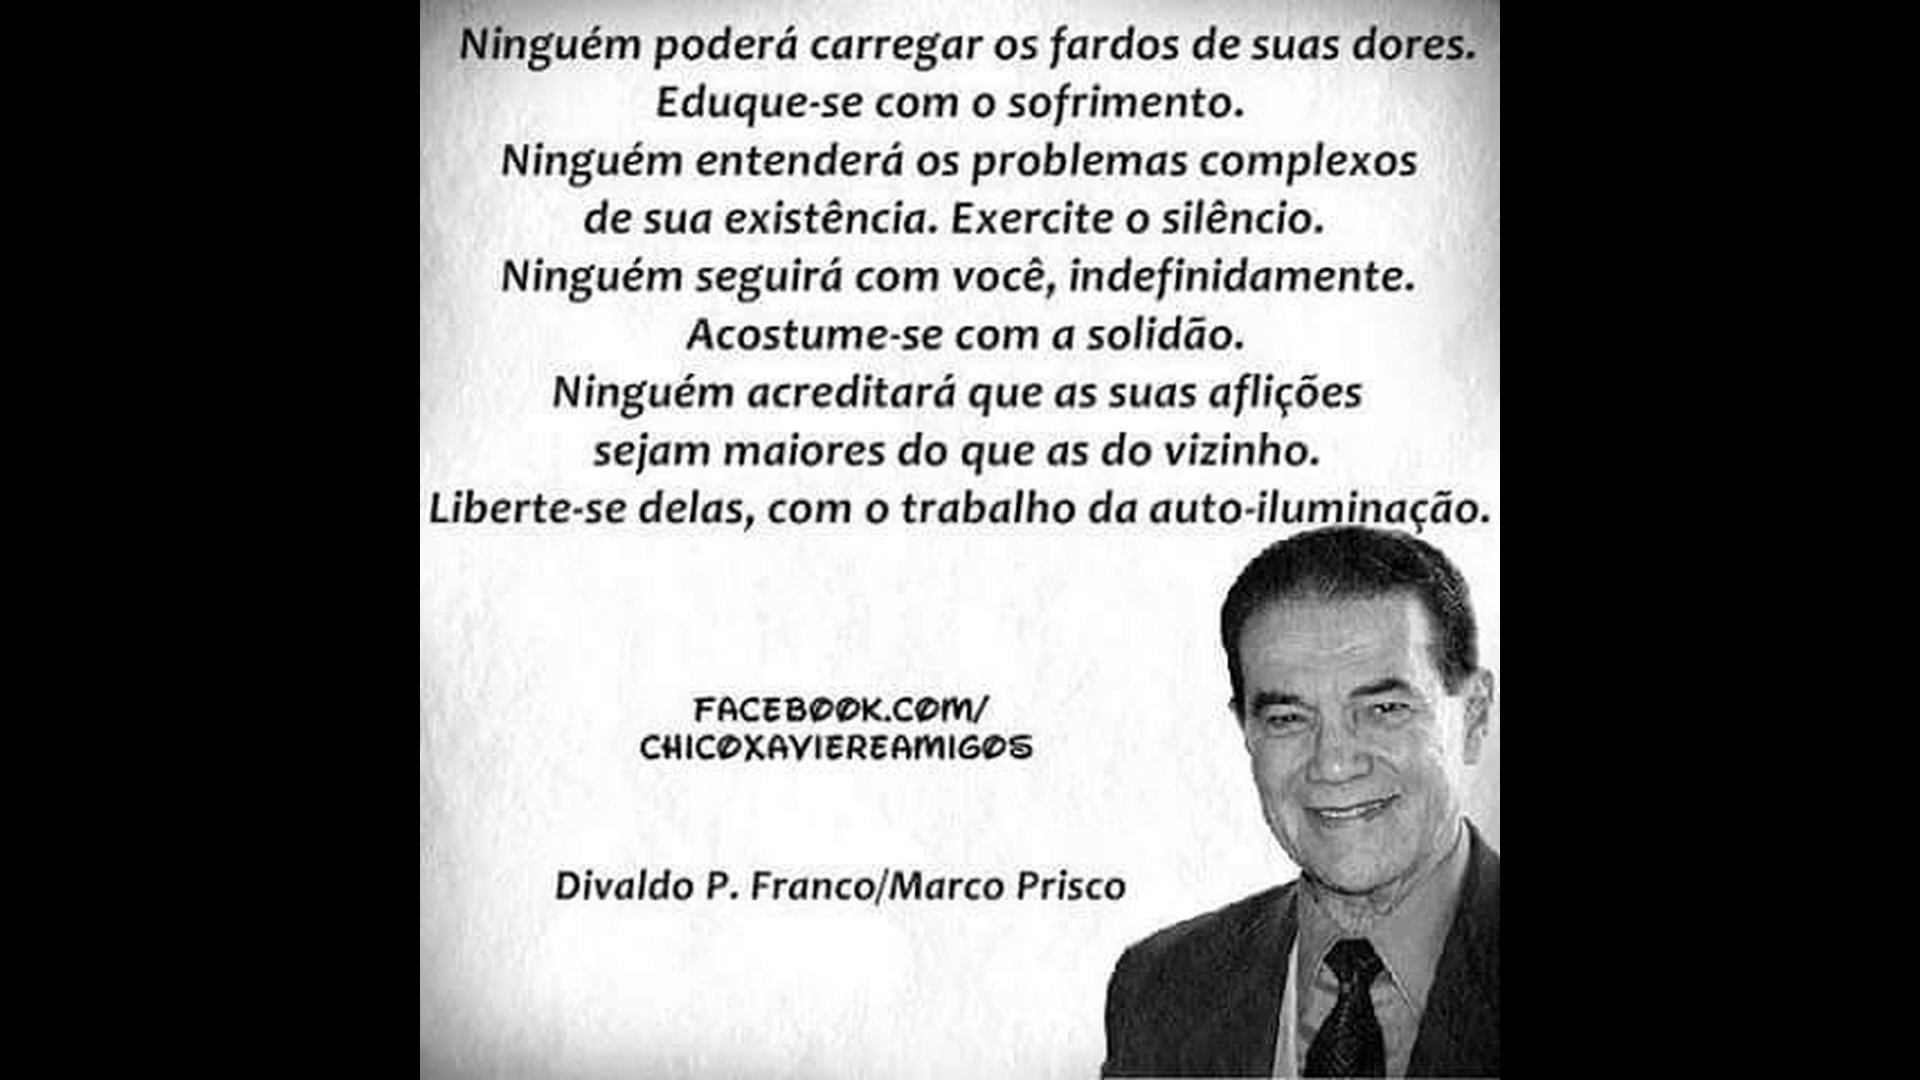 Ninguém poderá carregar os fardos de suas dores.
Eduque-se com o sofrimento.
Ninguém entenderá os problemas complexos
de sua existência. Exercite o silêncio.
Ninguém seguirá com você, indefinidamente.
Acostume-se com a solidão.
Ninguém acreditará que as suas aflições
sejam maiores do que as do vizinho.
Liberte-se delas, com o trabalho da auto-iluminação.
FACEBOOK.COM/
CHICOXAVIEREAMIGOS
Divaldo P. Franco/Marco Prisco